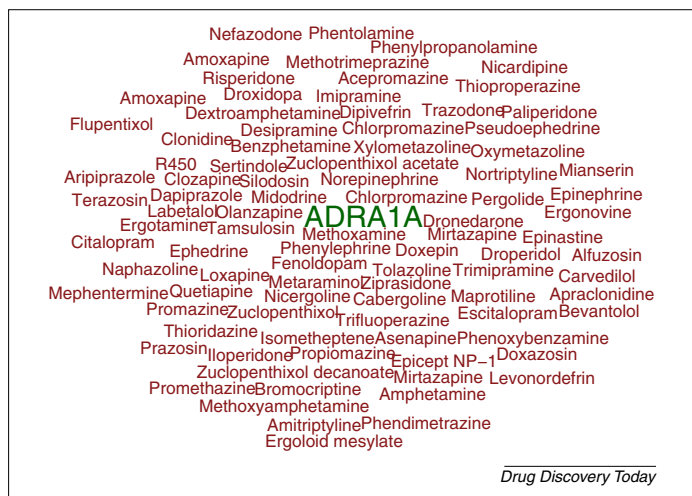 Nefazodone Phentolamine
Phenylpropanolamine
Amoxapine Methotrimeprazine Nicardipine
Risperidone Acepromazine Thioproperazine
Amoxapine Droxidopa Imipramine
Dextroamphetamine Dipivefrin Trazodone Paliperidone
Flupentixol Desipramine Chlorpromazine Pseudoephedrine
Clonidine Benzphetamine Xylometazoline Oxymetazoline
R450 Sertindole Zuclopenthixol acetate Nortriptyline Mianserin
Aripiprazole Clozapine Silodosin Norepinephrine
Terazosin Dapiprazole Midodrine Chlorpromazine Pergolide Epinephrine
Labetalol Olanzapine ADRA1A Dronedarone Ergonovine
Ergotamine Tamsulosin Methoxamine Mirtazapine Epinastine
Citalopram Ephedrine Phenylephrine Doxepin Droperidol Alfuzosin
Naphazoline Loxapine Fenoldopam Tolazoline Trimipramine Carvedilol
Mephentermine Quetiapine Metaraminol Ziprasidone Apraclonidine
Promazine Zuclopenthixol Nicergoline Cabergoline Maprotiline Bevantolol
Thioridazine Trifluoperazine Escitalopram
Prazosin Isometheptene Asenapine Phenoxybenzamine
Iloperidone Propiomazine Epicept NP−1 Doxazosin
Zuclopenthixol decanoate Mirtazapine Levonordefrin
Promethazine Bromocriptine Amphetamine
Methoxyamphetamine
Amitriptyline Phendimetrazine
Ergoloid mesylate
Drug Discovery Today